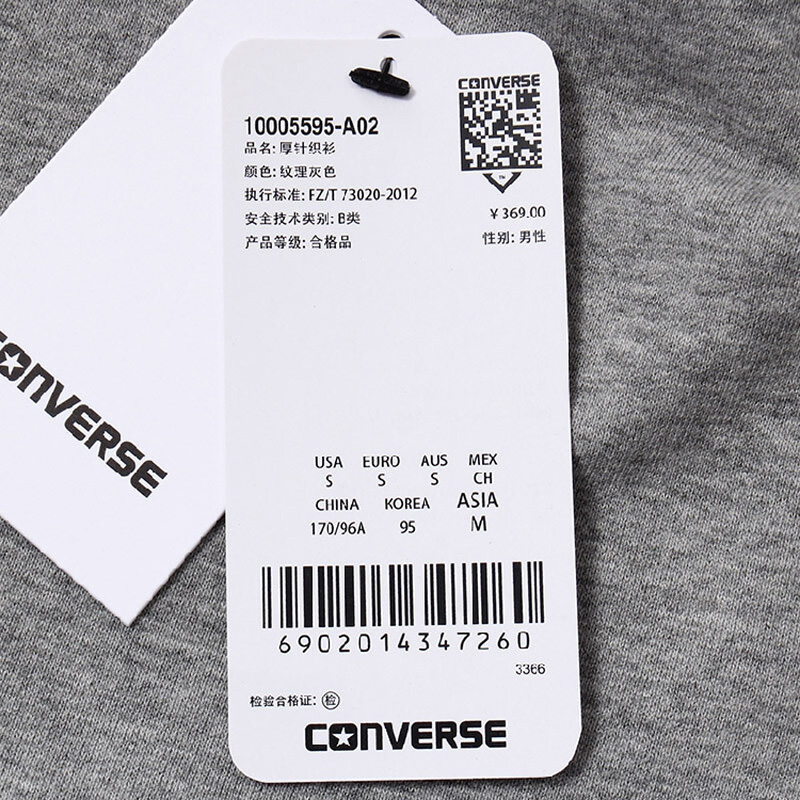 CONVERSE
10005595-A02
品名: 厚针织衫
颜色: 纹理灰色
执行标准: FZ/T 73020-2012
安全技术类别: B类
产品等级: 合格品
CONVERSE
TM
¥ 369.00
性别: 男性
USA EURO AUS MEX
S S S CH
CHINA KOREA ASIA
170/96A 95 M
6902014347260
3366
检验合格证: 检
CONVERSE